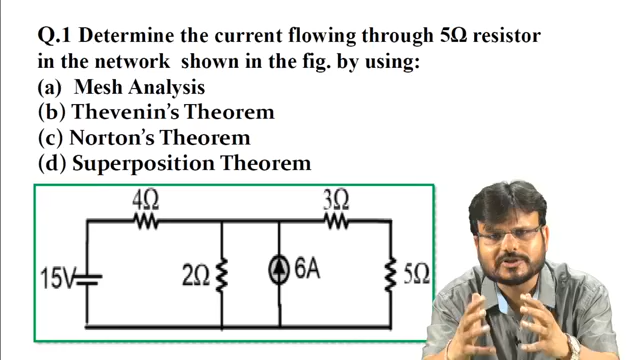 Q.1 Determine the current flowing through 5Ω resistor
in the network shown in the fig. by using:
(a) Mesh Analysis
(b) Thevenin's Theorem
(c) Norton's Theorem
(d) Superposition Theorem
4Ω 3Ω
15V 2Ω 6A 5Ω